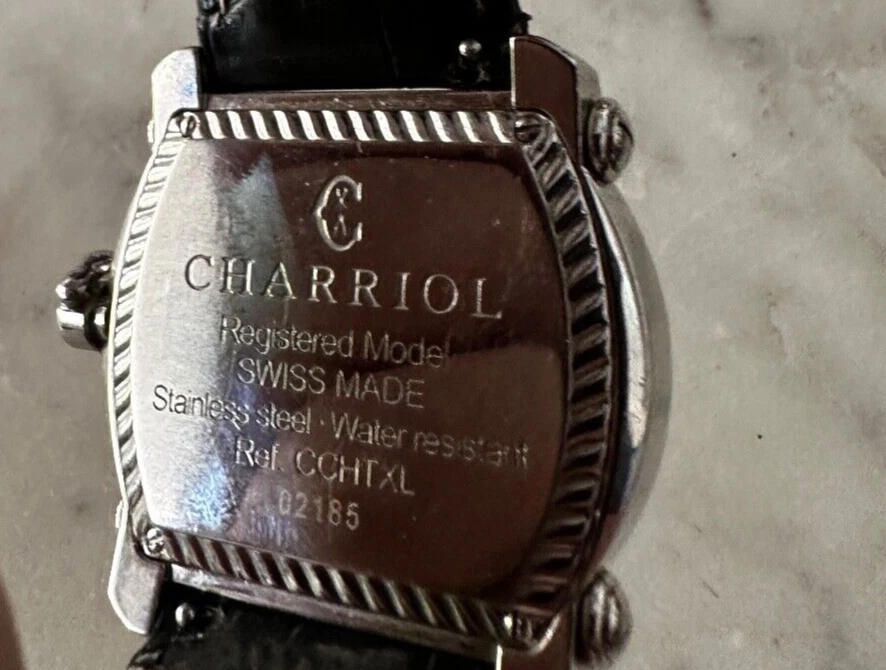 CHARRIOL
Registered Model
SWISS MADE
Stainless steel · Water resistant
Ref. CCHTXL
02185